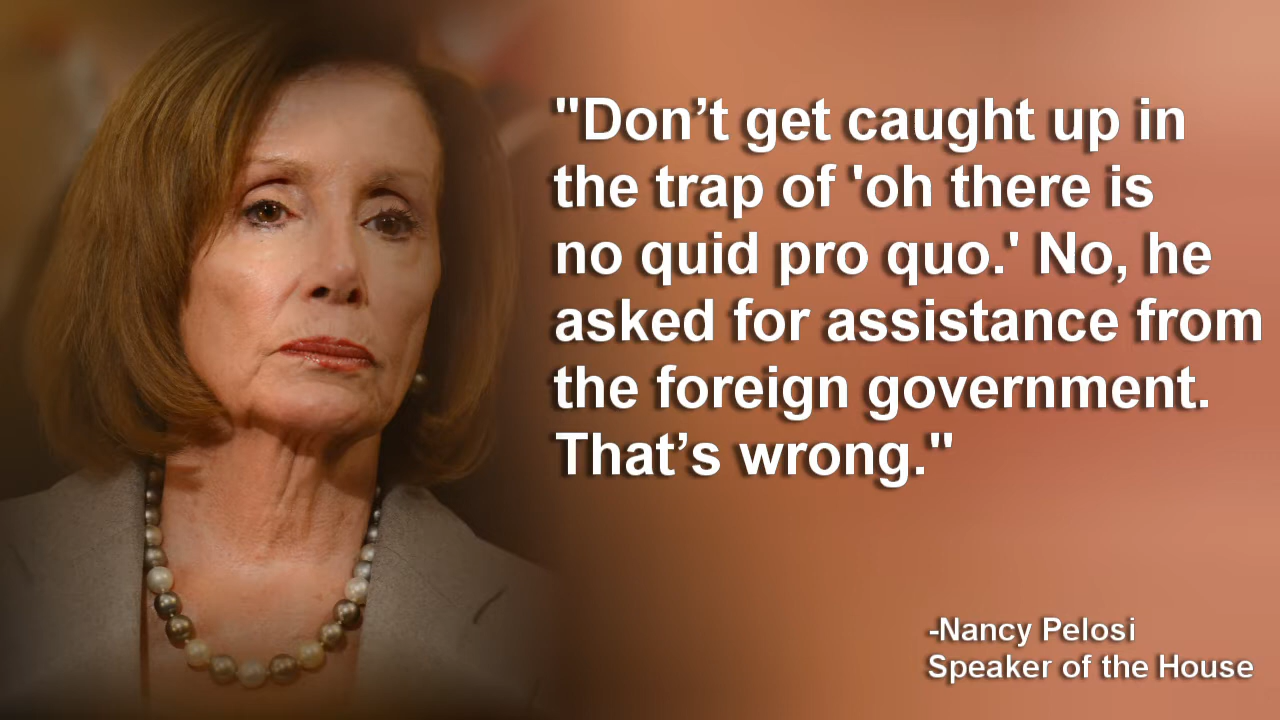 "Don’t get caught up in
the trap of 'oh there is
no quid pro quo.' No, he
asked for assistance from
the foreign government.
That’s wrong."
-Nancy Pelosi
Speaker of the House